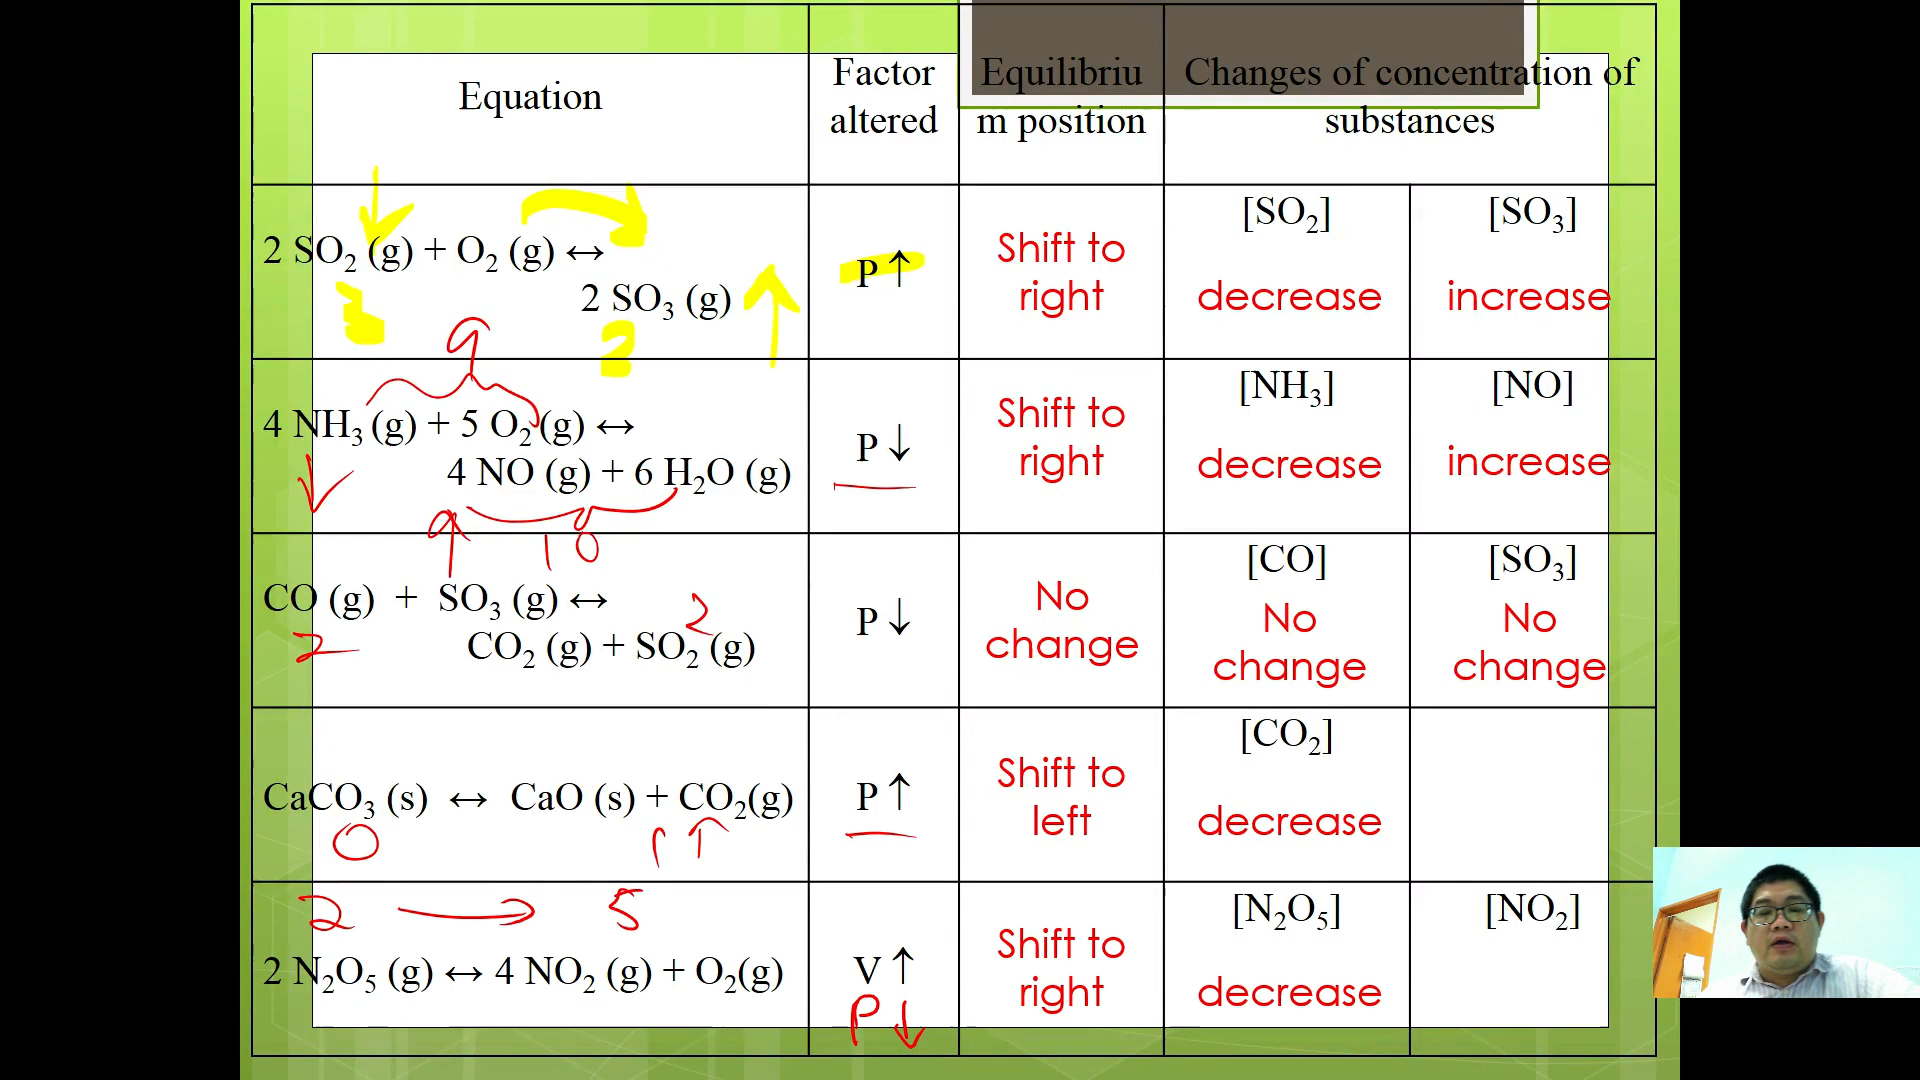 Equation
Factor
altered
Equilibriu
m position
Changes of concentration of
substances
2 SO₂ (g) + O₂ (g) ↔
2 SO₃ (g)
3
2
P ↑
Shift to
right
[SO₂]
decrease
[SO₃]
increase
9
4 NH₃ (g) + 5 O₂ (g) ↔
4 NO (g) + 6 H₂O (g)
10
P ↓
Shift to
right
[NH₃]
decrease
[NO]
increase
CO (g) + SO₃ (g) ↔
CO₂ (g) + SO₂ (g)
2
2
P ↓
No
change
[CO]
No
change
[SO₃]
No
change
CaCO₃ (s) ↔ CaO (s) + CO₂(g)
0
1
P ↑
Shift to
left
[CO₂]
decrease
2 → 5
2 N₂O₅ (g) ↔ 4 NO₂ (g) + O₂(g)
V ↑
P ↓
Shift to
right
[N₂O₅]
decrease
[NO₂]